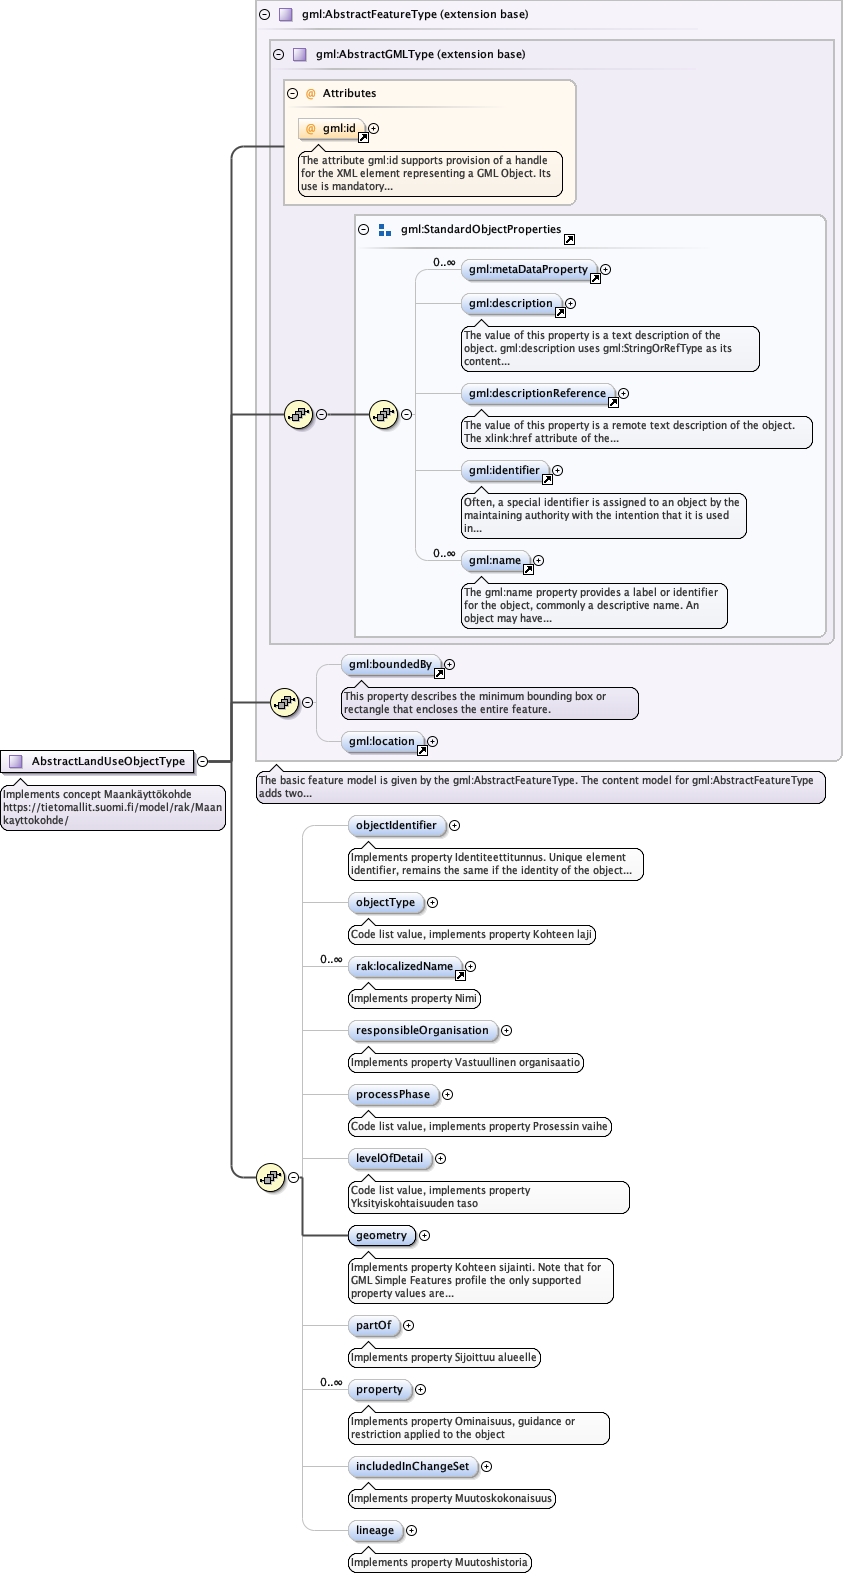 gml:AbstractFeatureType (extension base)
gml:AbstractGMLType (extension base)
@ Attributes
@ gml:id
The attribute gml:id supports provision of a handle
for the XML element representing a GML Object. Its
use is mandatory...
gml:StandardObjectProperties
0..∞
gml:metaDataProperty
gml:description
The value of this property is a text description of the
object. gml:description uses gml:StringOrRefType as its
content...
gml:descriptionReference
The value of this property is a remote text description of the object.
The xlink:href attribute of the...
gml:identifier
Often, a special identifier is assigned to an object by the
maintaining authority with the intention that it is used
in...
0..∞
gml:name
The gml:name property provides a label or identifier
for the object, commonly a descriptive name. An
object may have...
gml:boundedBy
This property describes the minimum bounding box or
rectangle that encloses the entire feature.
gml:location
The basic feature model is given by the gml:AbstractFeatureType. The content model for gml:AbstractFeatureType
adds two...
AbstractLandUseObjectType
Implements concept Maankäyttökohde
https://tietomallit.suomi.fi/model/rak/Maan
kayttokohde/
objectIdentifier
Implements property Identiteettitunnus. Unique element
identifier, remains the same if the identity of the object...
objectType
Code list value, implements property Kohteen laji
0..∞
rak:localizedName
Implements property Nimi
responsibleOrganisation
Implements property Vastuullinen organisaatio
processPhase
Code list value, implements property Prosessin vaihe
levelOfDetail
Code list value, implements property
Yksityiskohtaisuuden taso
geometry
Implements property Kohteen sijainti. Note that for
GML Simple Features profile the only supported
property values are...
partOf
Implements property Sijoittuu alueelle
0..∞
property
Implements property Ominaisuus, guidance or
restriction applied to the object
includedInChangeSet
Implements property Muutoskokonaisuus
lineage
Implements property Muutoshistoria